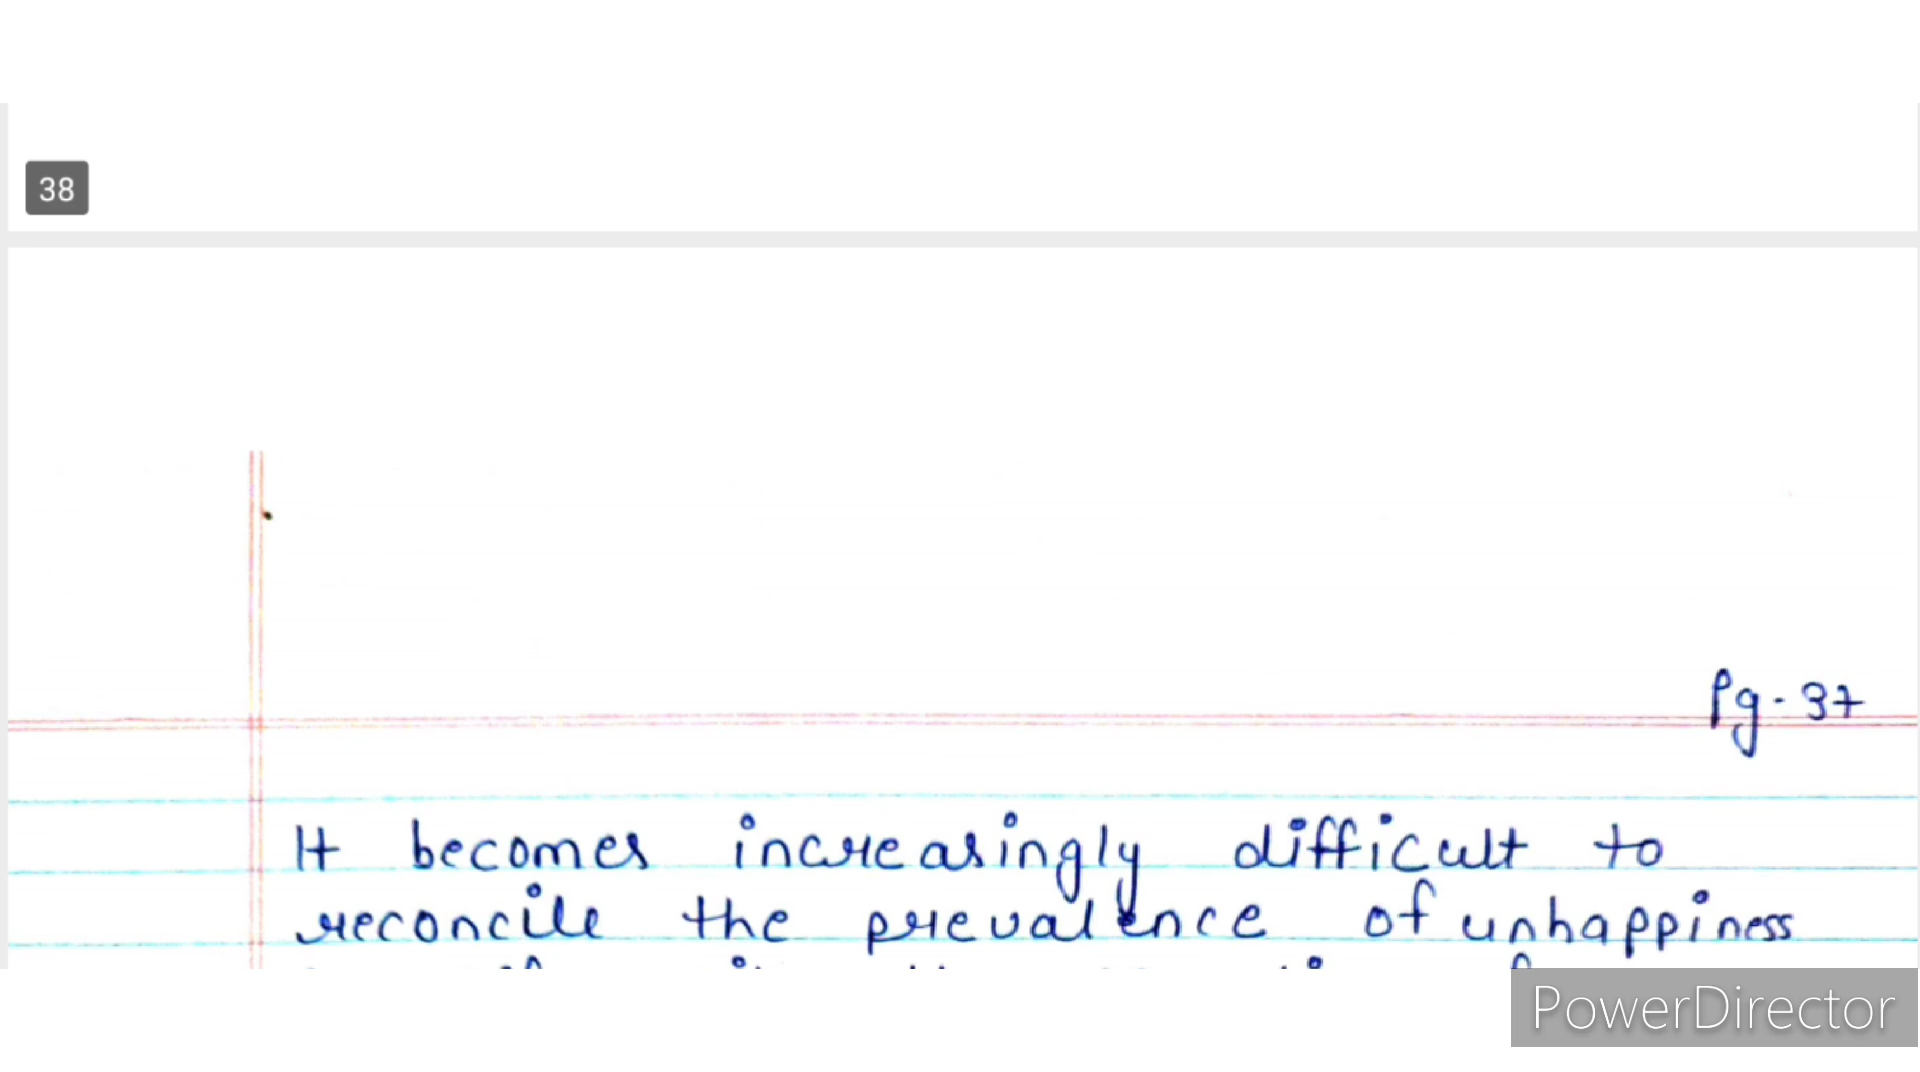 38
Pg-37
It becomes increasingly difficult to
reconcile the prevalence of unhappiness
PowerDirector